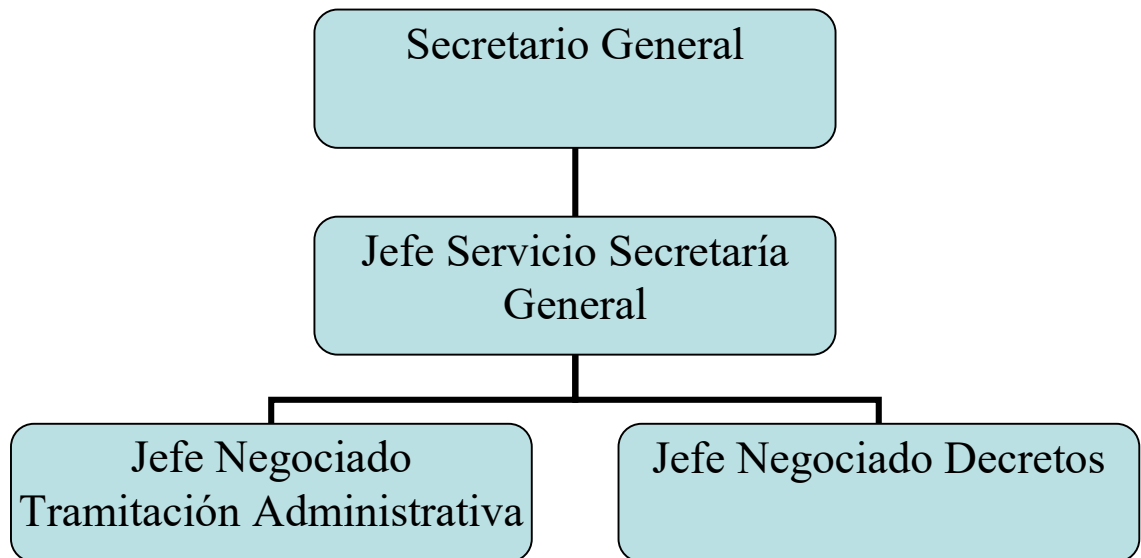 Secretario General
Jefe Servicio Secretaría
General
Jefe Negociado
Tramitación Administrativa
Jefe Negociado Decretos